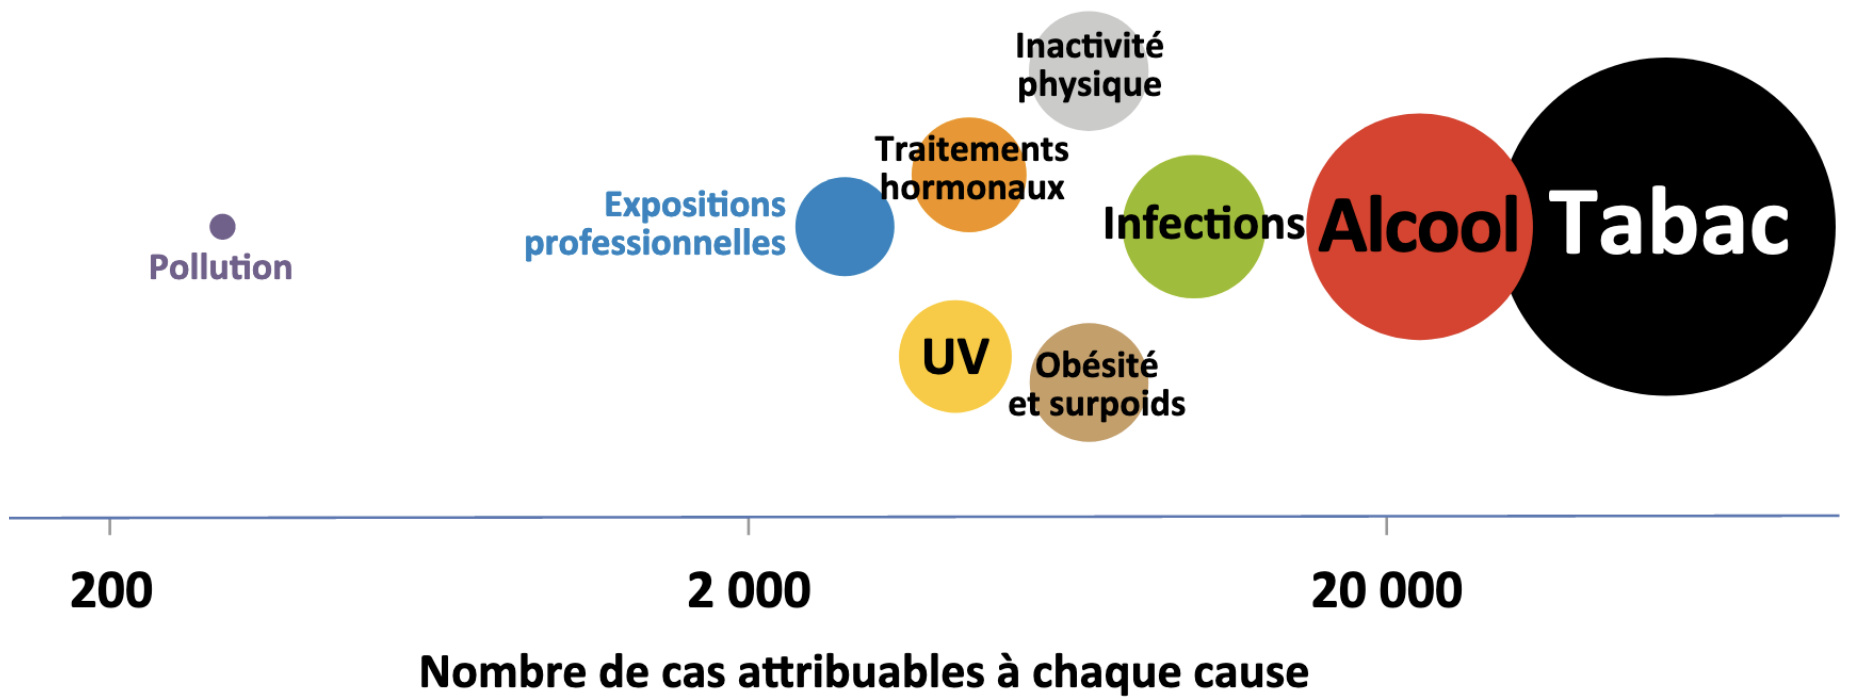 Inactivité
physique
Traitements
hormonaux
Expositions
professionnelles
Pollution
Infections
Alcool
Tabac
UV
Obésité
et surpoids
200
2 000
20 000
Nombre de cas attribuables à chaque cause